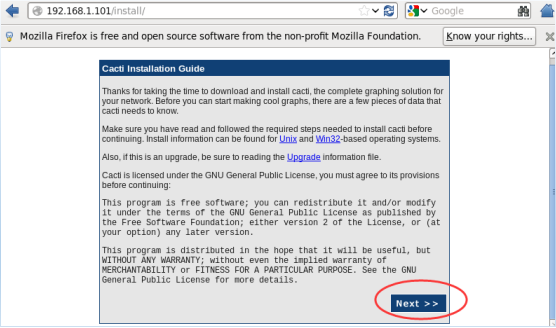 192.168.1.101/install/
Google
Mozilla Firefox is free and open source software from the non-profit Mozilla Foundation.
Know your rights...
Cacti Installation Guide
Thanks for taking the time to download and install cacti, the complete graphing solution for
your network. Before you can start making cool graphs, there are a few pieces of data that
cacti needs to know.
Make sure you have read and followed the required steps needed to install cacti before
continuing. Install information can be found for Unix and Win32-based operating systems.
Also, if this is an upgrade, be sure to reading the Upgrade information file.
Cacti is licensed under the GNU General Public License, you must agree to its provisions
before continuing:
This program is free software; you can redistribute it and/or modify
it under the terms of the GNU General Public License as published by
the Free Software Foundation; either version 2 of the License, or (at
your option) any later version.
This program is distributed in the hope that it will be useful, but
WITHOUT ANY WARRANTY; without even the implied warranty of
MERCHANTABILITY or FITNESS FOR A PARTICULAR PURPOSE. See the GNU
General Public License for more details.
Next >>